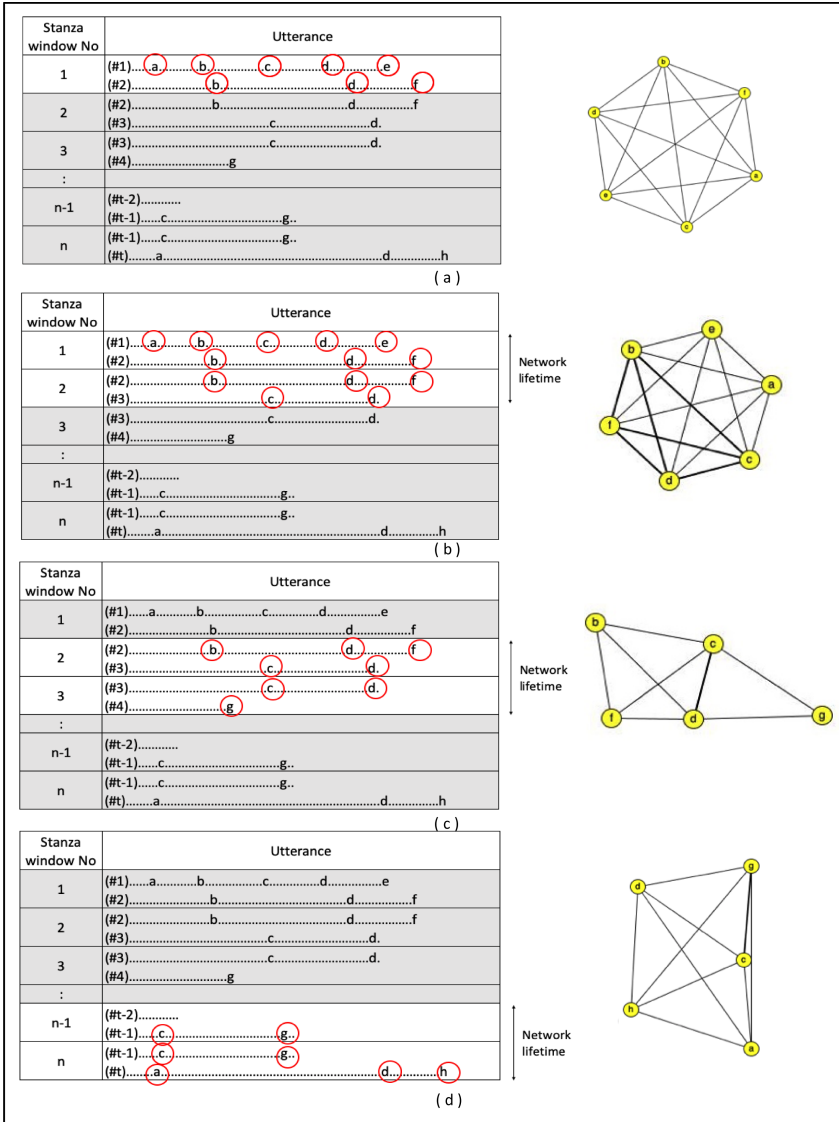 Stanza window No Utterance
1 (#1).....a............b..................c................d...............e
(#2).........................b..................................d...............f
2 (#2).........................b..................................d...............f
(#3)...........................................c..........................d.
3 (#3)...........................................c..........................d.
(#4)..............................g
:
n-1 (#t-2)............
(#t-1)......c...............................g..
n (#t-1)......c...............................g..
(#t)........a.........................................................d..............h
( a )
b
f
d
a
e
c
Stanza window No Utterance
1 (#1).....a............b..................c................d...............e
(#2).........................b..................................d...............f
2 (#2).........................b..................................d...............f
(#3)...........................................c..........................d.
3 (#3)...........................................c..........................d.
(#4)..............................g
:
n-1 (#t-2)............
(#t-1)......c...............................g..
n (#t-1)......c...............................g..
(#t)........a.........................................................d..............h
( b )
Network
lifetime
e
b
a
f
c
d
Stanza window No Utterance
1 (#1).....a............b..................c................d...............e
(#2).........................b..................................d...............f
2 (#2).........................b..................................d...............f
(#3)...........................................c..........................d.
3 (#3)...........................................c..........................d.
(#4)..............................g
:
n-1 (#t-2)............
(#t-1)......c...............................g..
n (#t-1)......c...............................g..
(#t)........a.........................................................d..............h
( c )
Network
lifetime
b
c
f
d
g
Stanza window No Utterance
1 (#1).....a............b..................c................d...............e
(#2).........................b..................................d...............f
2 (#2).........................b..................................d...............f
(#3)...........................................c..........................d.
3 (#3)...........................................c..........................d.
(#4)..............................g
:
n-1 (#t-2)............
(#t-1)......c...............................g..
n (#t-1)......c...............................g..
(#t)........a.........................................................d..............h
( d )
Network
lifetime
g
d
c
h
a